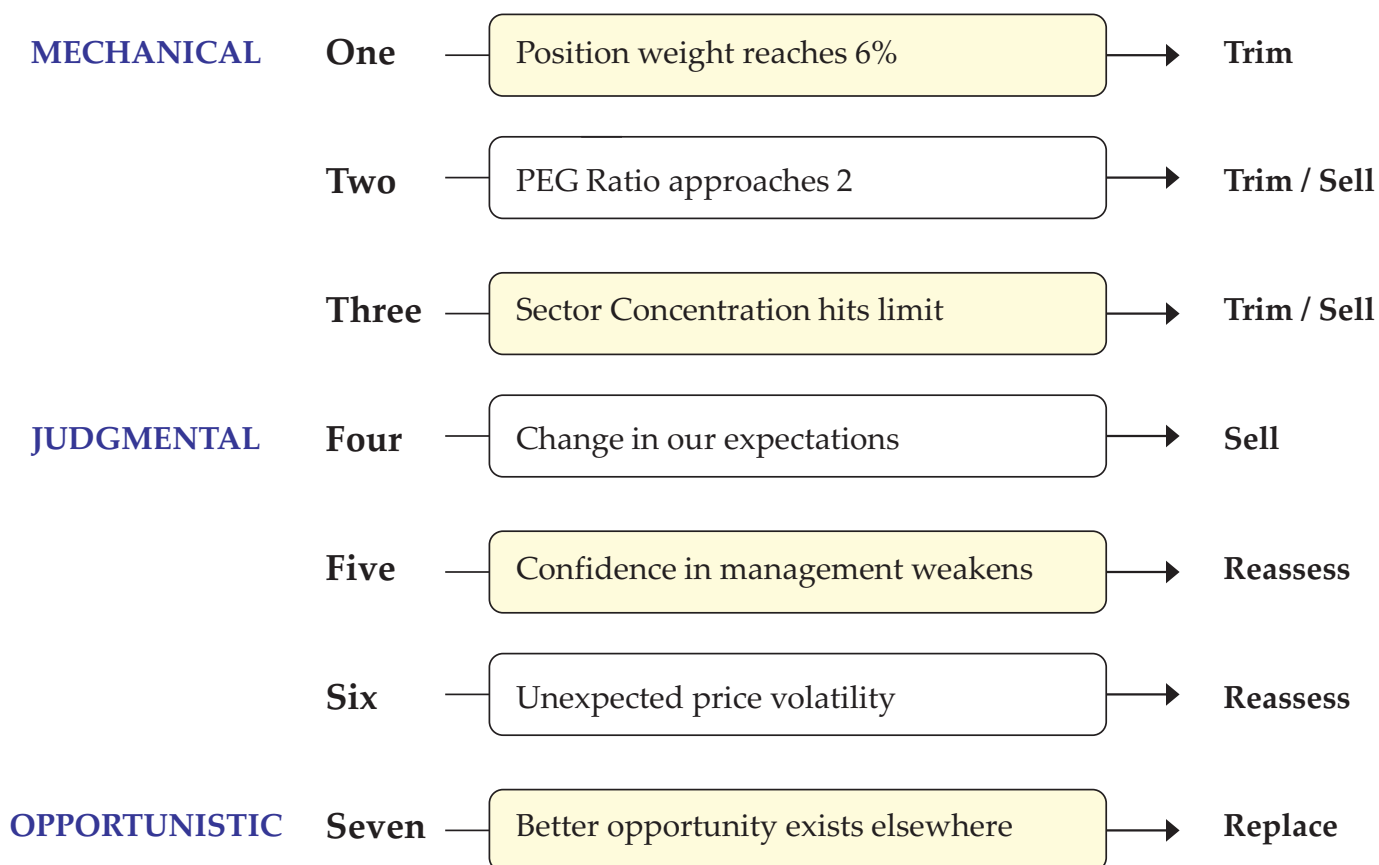 MECHANICAL One Position weight reaches 6% Trim
Two PEG Ratio approaches 2 Trim / Sell
Three Sector Concentration hits limit Trim / Sell
JUDGMENTAL Four Change in our expectations Sell
Five Confidence in management weakens Reassess
Six Unexpected price volatility Reassess
OPPORTUNISTIC Seven Better opportunity exists elsewhere Replace